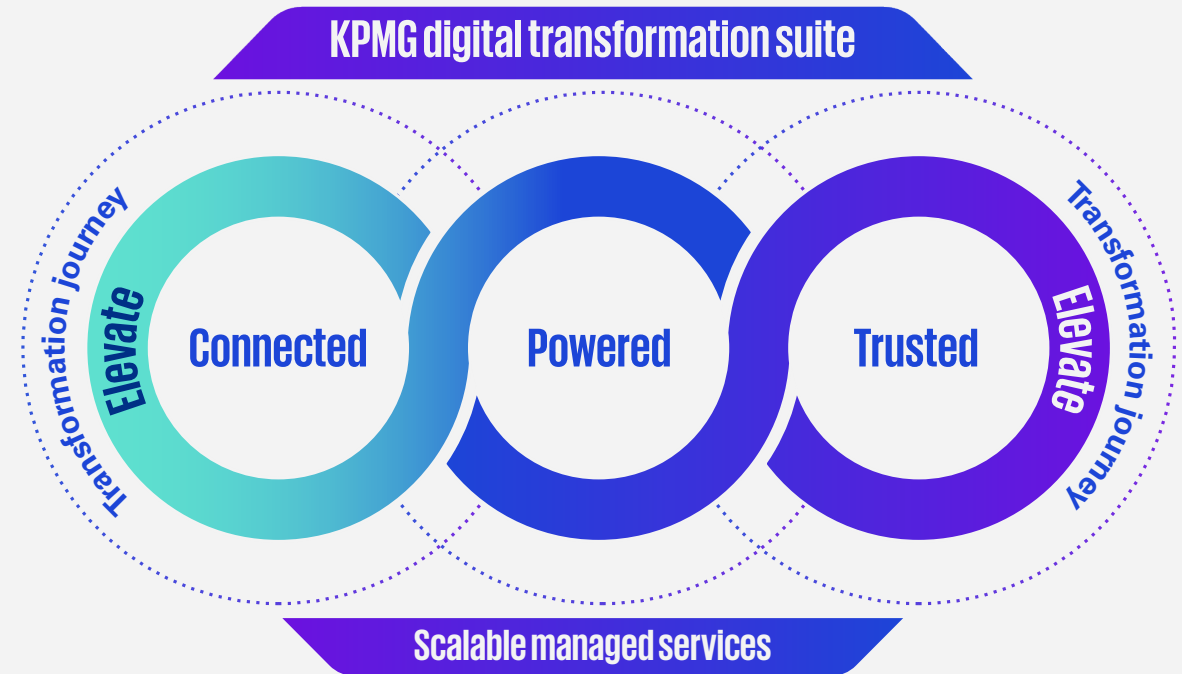 KPMG digital transformation suite
Transformation journey
Elevate
Connected
Powered
Trusted
Elevate
Transformation journey
Scalable managed services